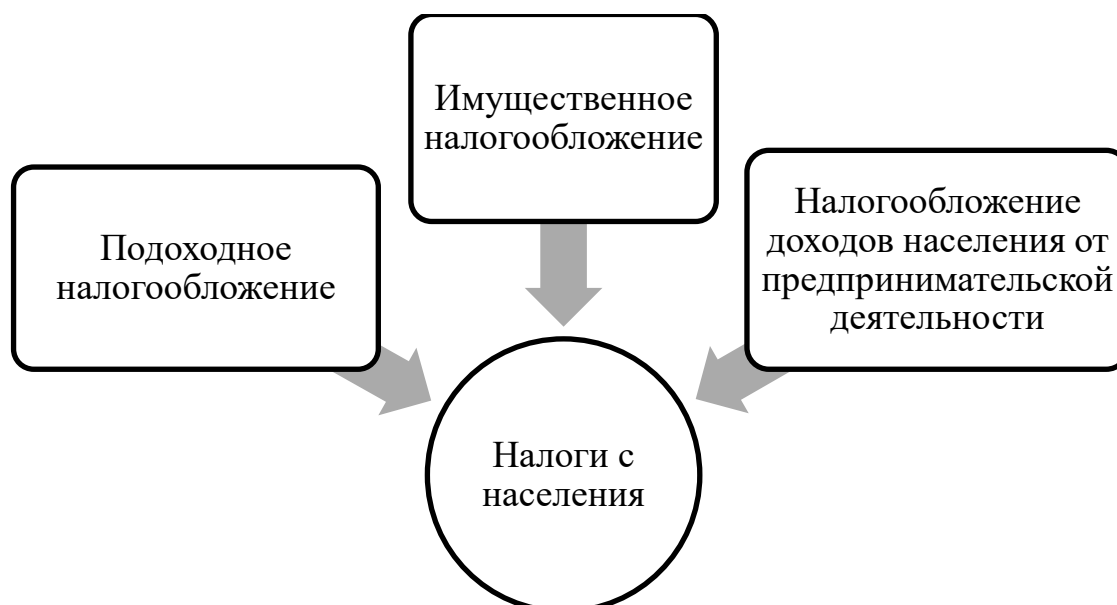 Имущественное
налогообложение
Подоходное
налогообложение
Налогообложение
доходов населения от
предпринимательской
деятельности
Налоги с
населения